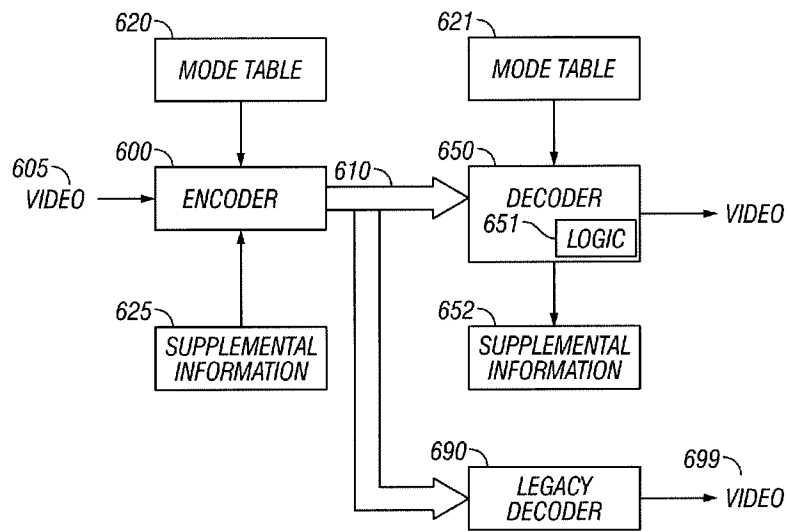 620
MODE TABLE
621
MODE TABLE
600
605
VIDEO
ENCODER
610
650
DECODER
651
LOGIC
VIDEO
625
SUPPLEMENTAL
INFORMATION
652
SUPPLEMENTAL
INFORMATION
690
LEGACY
DECODER
699
VIDEO